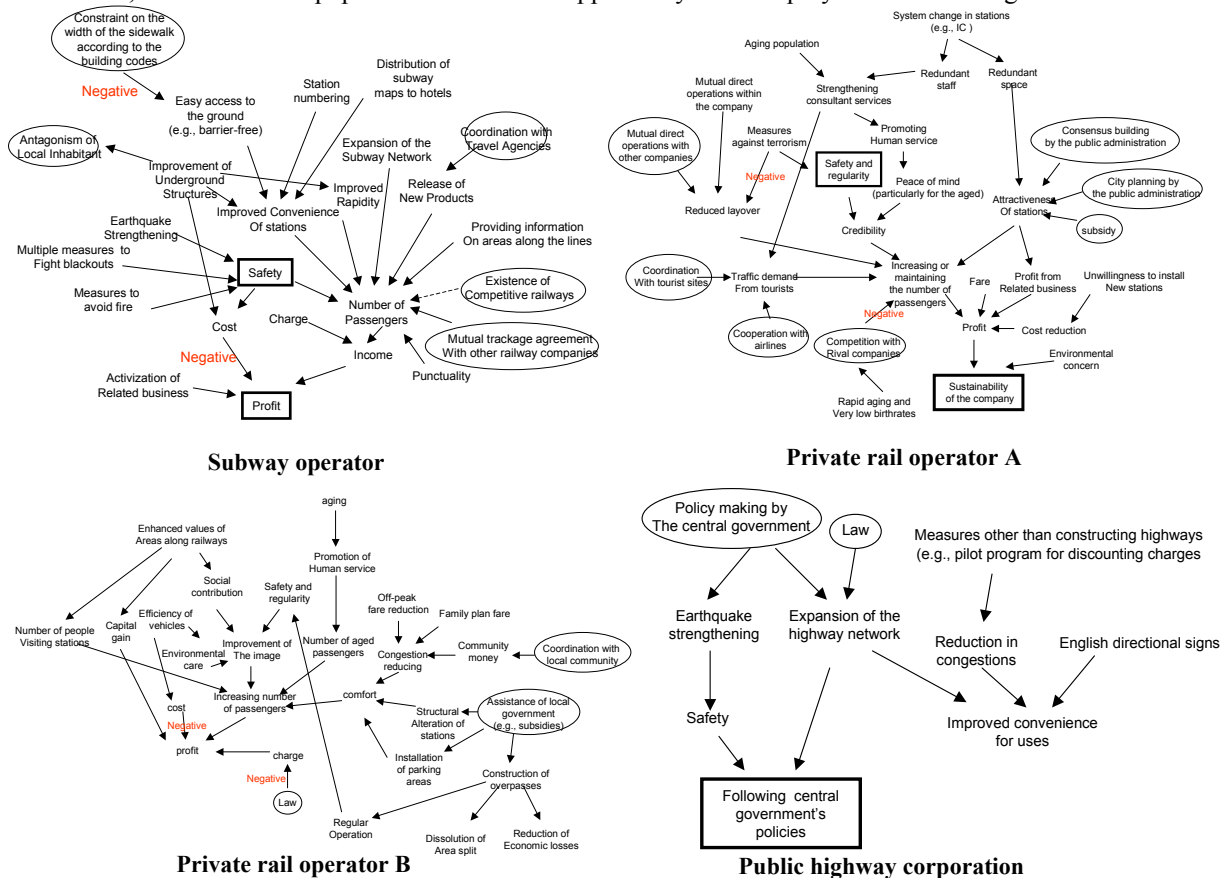 Constraint on the
width of the sidewalk
according to the
building codes
Negative
Easy access to
the ground
(e.g., barrier-free)
Station
numbering
Distribution of
subway
maps to hotels
Antagonism of
Local Inhabitant
Expansion of the
Subway Network
Coordination with
Travel Agencies
Improvement of
Underground
Structures
Improved
Rapidity
Release of
New Products
Improved Convenience
Of stations
Earthquake
Strengthening
Multiple measures to
Fight blackouts
Measures to
avoid fire
Safety
Providing information
On areas along the lines
Existence of
Competitive railways
Number of
Passengers
Charge
Cost
Mutual trackage agreement
With other railway companies
Income
Negative
Punctuality
Activization of
Related business
Profit
Subway operator
System change in stations
(e.g., IC )
Aging population
Redundant
staff
Redundant
space
Mutual direct
operations within
the company
Strengthening
consultant services
Mutual direct
operations with
other companies
Measures
against terrorism
Promoting
Human service
Consensus building
by the public administration
Negative
Safety and
regularity
Peace of mind
(particularly for the aged)
City planning by
the public administration
Reduced layover
Attractiveness
Of stations
Credibility
subsidy
Coordination
With tourist sites
Traffic demand
From tourists
Increasing or
maintaining
the number of
passengers
Profit from
Related business
Unwillingness to install
New stations
Fare
Negative
Cooperation with
airlines
Competition with
Rival companies
Profit
Cost reduction
Environmental
concern
Rapid aging and
Very low birthrates
Sustainability
of the company
Private rail operator A
aging
Enhanced values of
Areas along railways
Promotion of
Human service
Social
contribution
Safety and
regularity
Off-peak
fare reduction
Family plan fare
Efficiency of
vehicles
Number of people
Visiting stations
Capital
gain
Improvement of
The image
Number of aged
passengers
Congestion
reducing
Community
money
Coordination with
local community
Environmental
care
Increasing number
of passengers
comfort
cost
Negative
Structural
Alteration of
stations
Assistance of local
government
(e.g., subsidies)
profit
charge
Installation
of parking
areas
Construction of
overpasses
Negative
Law
Regular
Operation
Dissolution of
Area split
Reduction of
Economic losses
Private rail operator B
Policy making by
The central government
Law
Measures other than constructing highways
(e.g., pilot program for discounting charges
Earthquake
strengthening
Expansion of the
highway network
Reduction in
congestions
English directional signs
Safety
Improved convenience
for uses
Following central
government's
policies
Public highway corporation